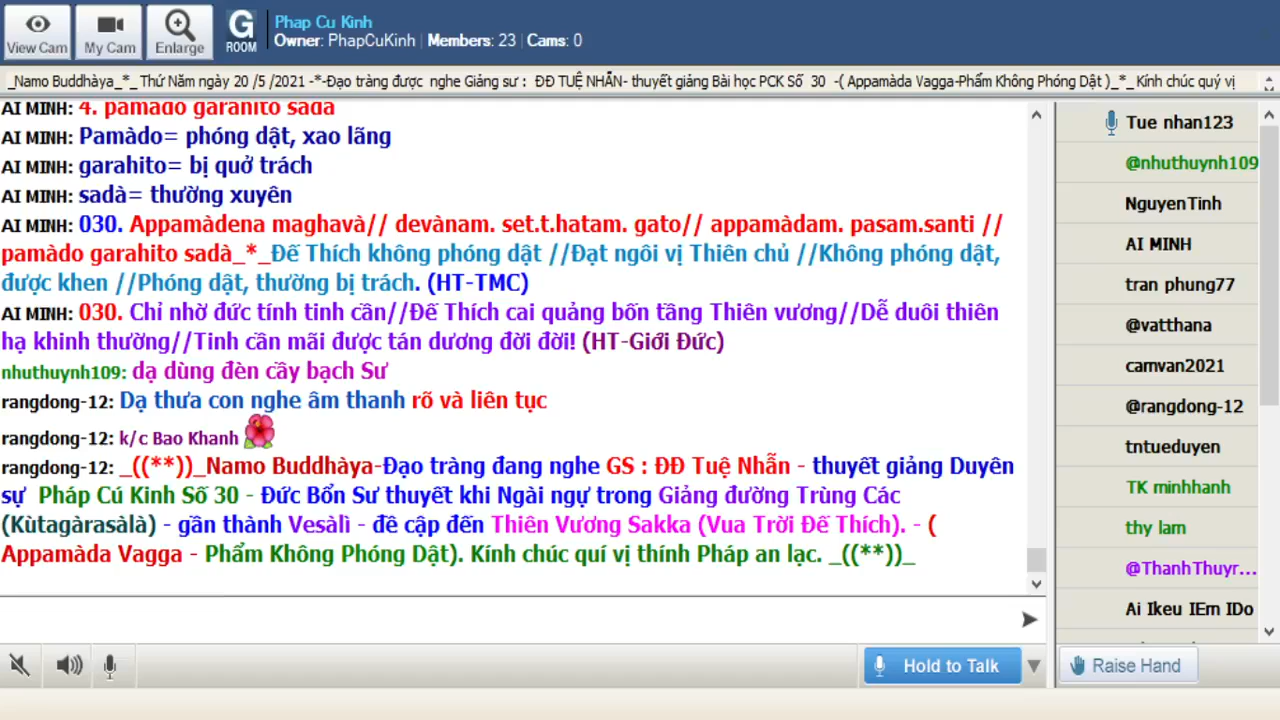 View Cam
My Cam
Enlarge
G
ROOM
Phap Cu Kinh
Owner: PhapCuKinh | Members: 23 | Cams: 0
_Namo Buddhàya_*_ Thứ Năm ngày 20 /5 /2021 -*-Đạo tràng được nghe Giảng sư : ĐĐ TUỆ NHẪN- thuyết giảng Bài học PCK Số 30 -( Appamàda Vagga-Phẩm Không Phóng Dật )_*_ Kính chúc quý vị
AI MINH: 4. pamàdo garahito sadà
AI MINH: Pamàdo= phóng dật, xao lãng
AI MINH: garahito= bị quở trách
AI MINH: sadà= thường xuyên
AI MINH: 030. Appamàdena maghavà// devànam. set.t.hatam. gato// appamàdam. pasam.santi //
pamàdo garahito sadà_*_Đế Thích không phóng dật //Đạt ngôi vị Thiên chủ //Không phóng dật,
được khen //Phóng dật, thường bị trách. (HT-TMC)
AI MINH: 030. Chỉ nhờ đức tính tinh cần//Đế Thích cai quảng bốn tầng Thiên vương//Dễ duôi thiên
hạ khinh thường//Tinh cần mãi được tán dương đời đời! (HT-Giới Đức)
nhuthuynh109: dạ dùng đèn cầy bạch Sư
rangdong-12: Dạ thưa con nghe âm thanh rõ và liên tục
rangdong-12: k/c Bao Khanh
rangdong-12: _((**))_Namo Buddhàya-Đạo tràng đang nghe GS : ĐĐ Tuệ Nhẫn - thuyết giảng Duyên
sự Pháp Cú Kinh Số 30 - Đức Bổn Sư thuyết khi Ngài ngự trong Giảng đường Trùng Các
(Kùtagàrasàlà) - gần thành Vesàlì - đề cập đến Thiên Vương Sakka (Vua Trời Đế Thích). - (
Appamàda Vagga - Phẩm Không Phóng Dật). Kính chúc quí vị thính Pháp an lạc. _((**))_
Tue nhan123
@nhuthuynh109
NguyenTinh
AI MINH
tran phung77
@vatthana
camvan2021
@rangdong-12
tntueduyen
TK minhhanh
thy lam
@ThanhThuyr...
Ai Ikeu IEm IDo
Hold to Talk
Raise Hand